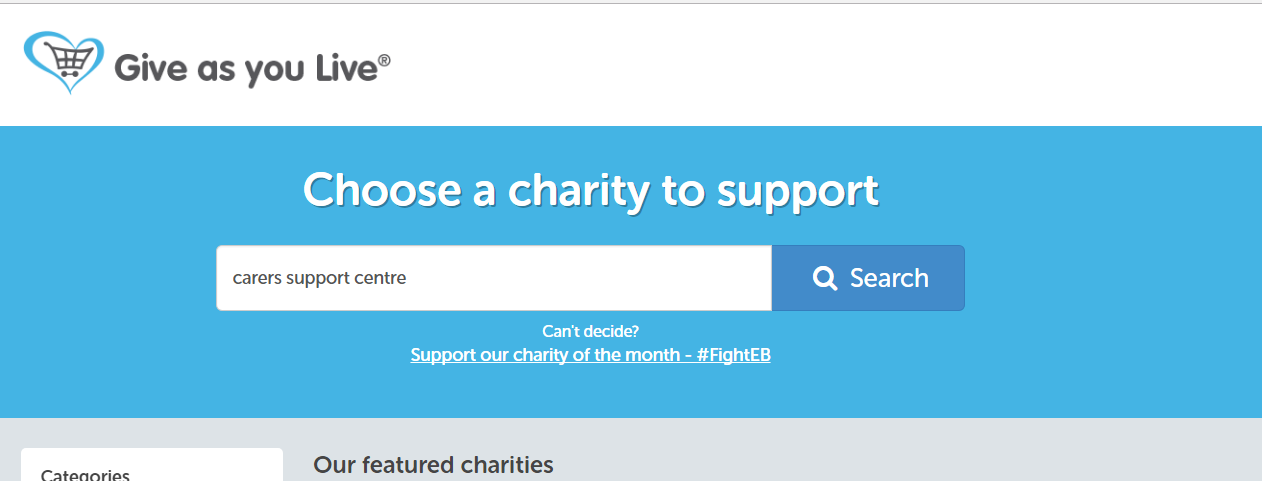 Give as you Live®
Choose a charity to support
carers support centre
Search
Can't decide?
Support our charity of the month - #FightEB
Categories
Our featured charities